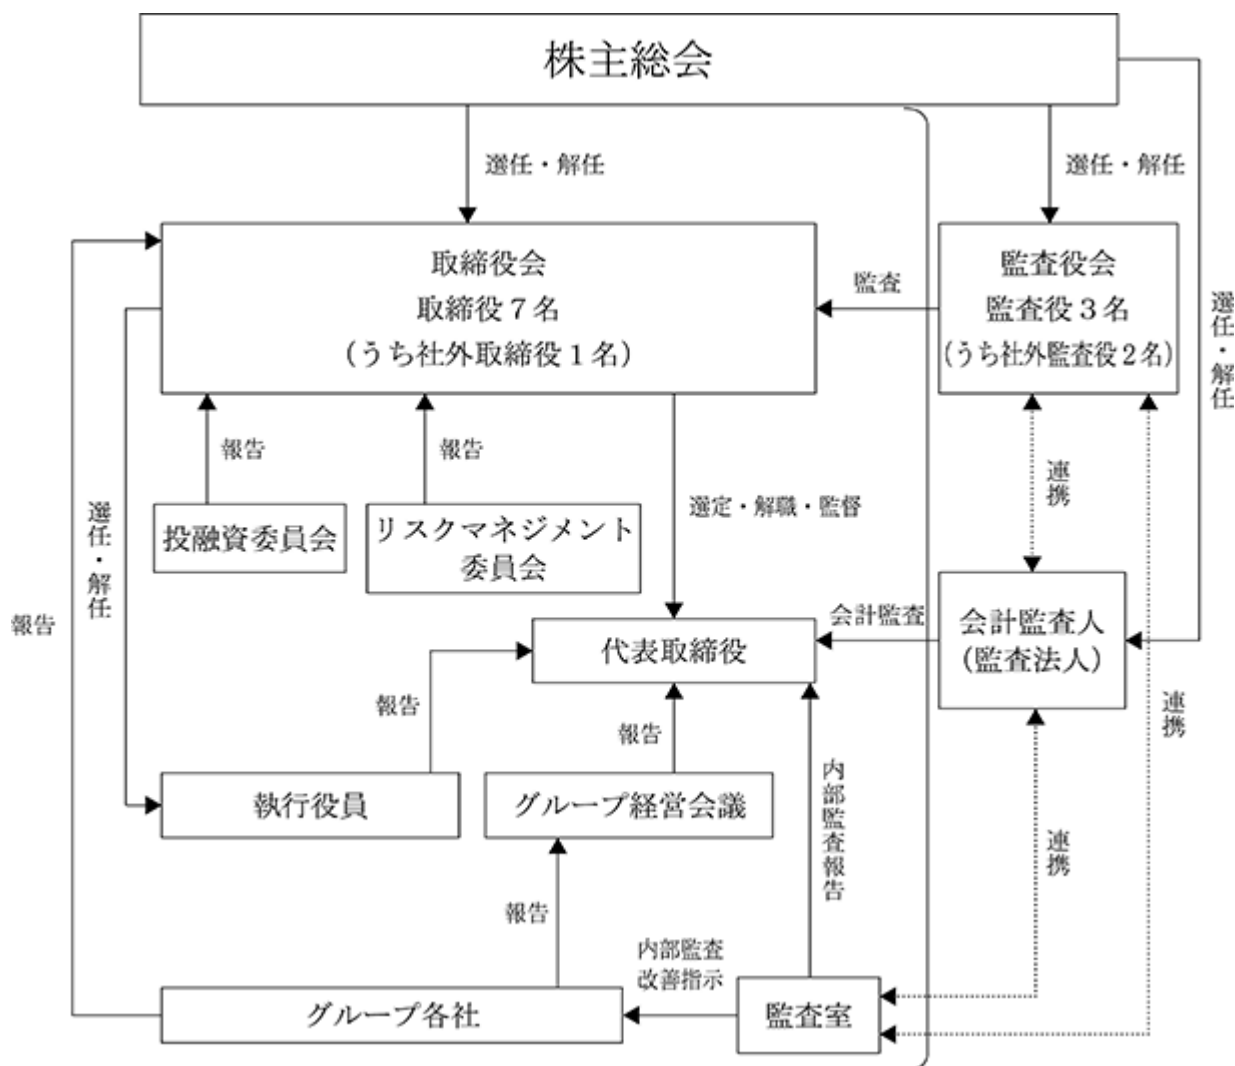 株主総会
選任・解任
選任・解任
選任・解任
取締役会
取締役７名
（うち社外取締役１名）
監査
監査役会
監査役３名
（うち社外監査役２名）
報告
報告
選定・解職・監督
連携
投融資委員会
リスクマネジメント
委員会
選任・解任
報告
代表取締役
会計監査
会計監査人
（監査法人）
連携
報告
報告
内部監査報告
執行役員
グループ経営会議
連携
報告
内部監査
改善指示
グループ各社
監査室